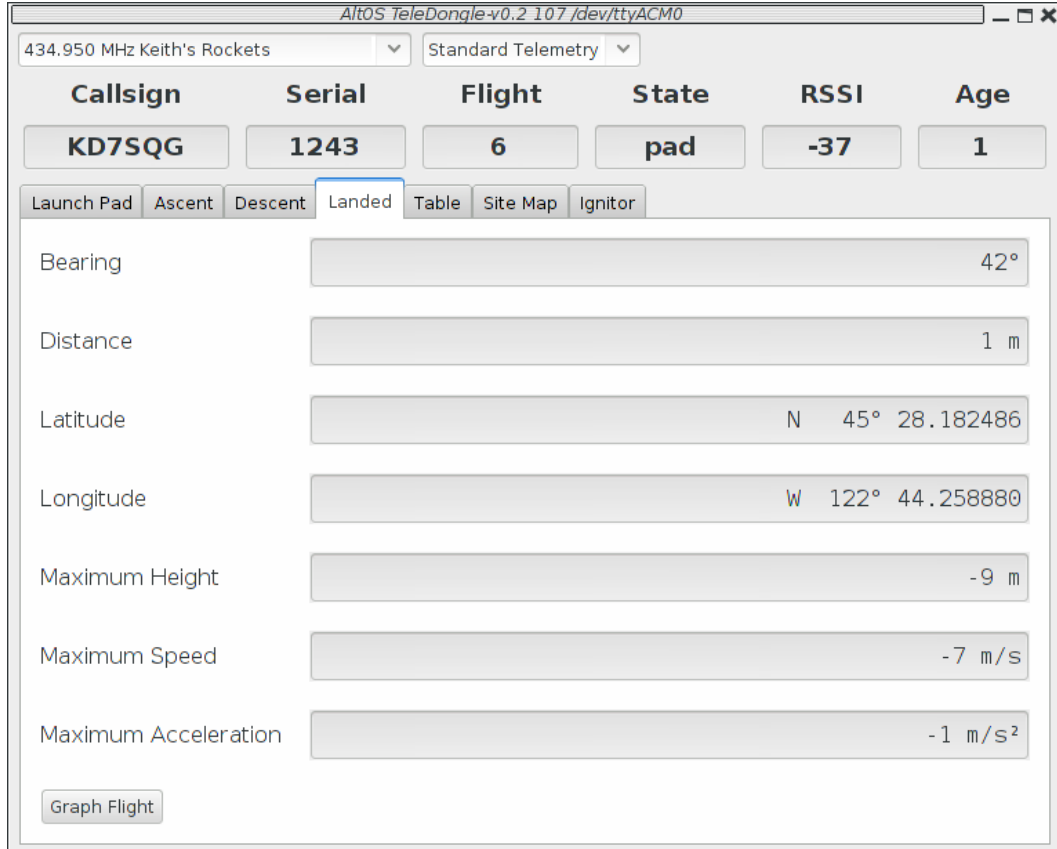 AltOS TeleDongle-v0.2 107 /dev/ttyACM0
434.950 MHz Keith's Rockets Standard Telemetry
Callsign Serial Flight State RSSI Age
KD7SQG 1243 6 pad -37 1
Launch Pad Ascent Descent Landed Table Site Map Ignitor
Bearing 42°
Distance 1 m
Latitude N 45° 28.182486
Longitude W 122° 44.258880
Maximum Height -9 m
Maximum Speed -7 m/s
Maximum Acceleration -1 m/s²
Graph Flight